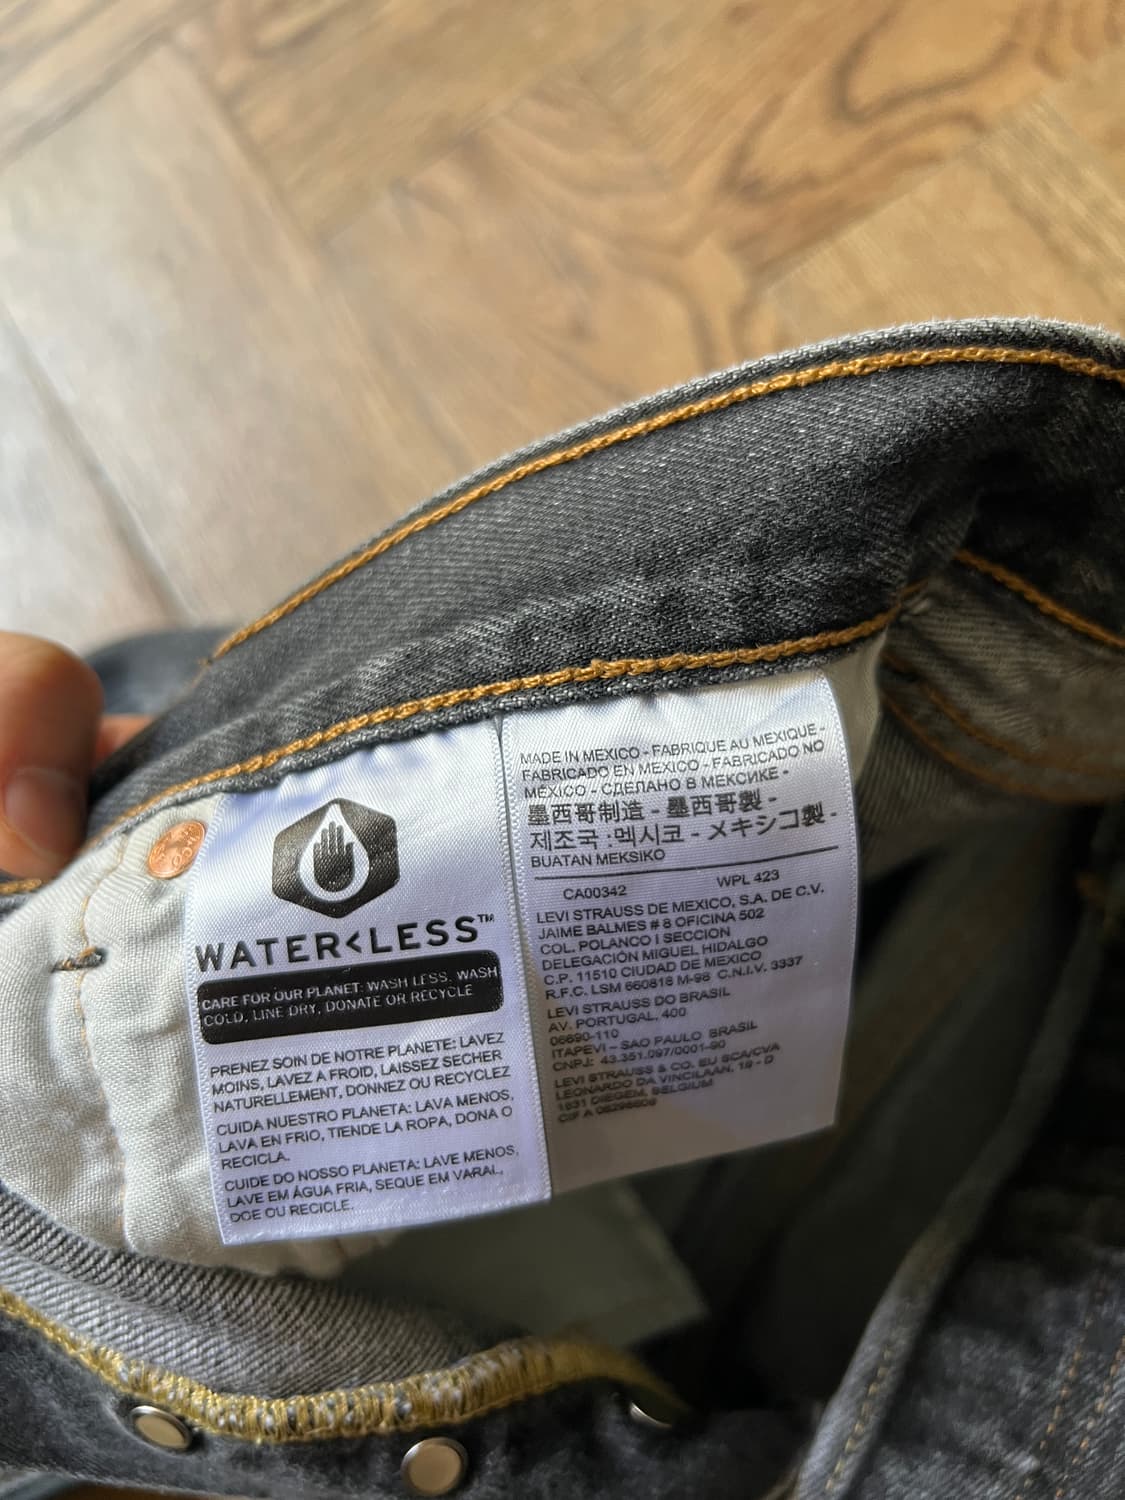 WATER<LESS™
CARE FOR OUR PLANET: WASH LESS, WASH
COLD, LINE DRY, DONATE OR RECYCLE
PRENEZ SOIN DE NOTRE PLANETE: LAVEZ
MOINS, LAVEZ A FROID, LAISSEZ SECHER
NATURELLEMENT, DONNEZ OU RECYCLEZ
CUIDA NUESTRO PLANETA: LAVA MENOS,
LAVA EN FRIO, TIENDE LA ROPA, DONA O
RECICLA.
CUIDE DO NOSSO PLANETA: LAVE MENOS,
LAVE EM ÁGUA FRIA, SEQUE EM VARAL,
DOE OU RECICLE.
MADE IN MEXICO - FABRIQUE AU MEXIQUE -
FABRICADO EN MEXICO - FABRICADO NO
MÉXICO - СДЕЛАНО В МЕКСИКЕ -
墨西哥制造 - 墨西哥製 -
제조국 :멕시코 - メキシコ製 -
BUATAN MEKSIKO
CA00342 WPL 423
LEVI STRAUSS DE MEXICO, S.A. DE C.V.
JAIME BALMES # 8 OFICINA 502
COL. POLANCO I SECCION
DELEGACIÓN MIGUEL HIDALGO
C.P. 11510 CIUDAD DE MEXICO
R.F.C. LSM 660818 M-98 C.N.I.V. 3337
LEVI STRAUSS DO BRASIL
AV. PORTUGAL, 400
06690-110
ITAPEVI - SAO PAULO BRASIL
CNPJ: 43.351.097/0001-90
LEVI STRAUSS & CO. EU SCA/CVA
LEONARDO DA VINCILAAN, 19 - D
1831 DIEGEM, BELGIUM
CIF A